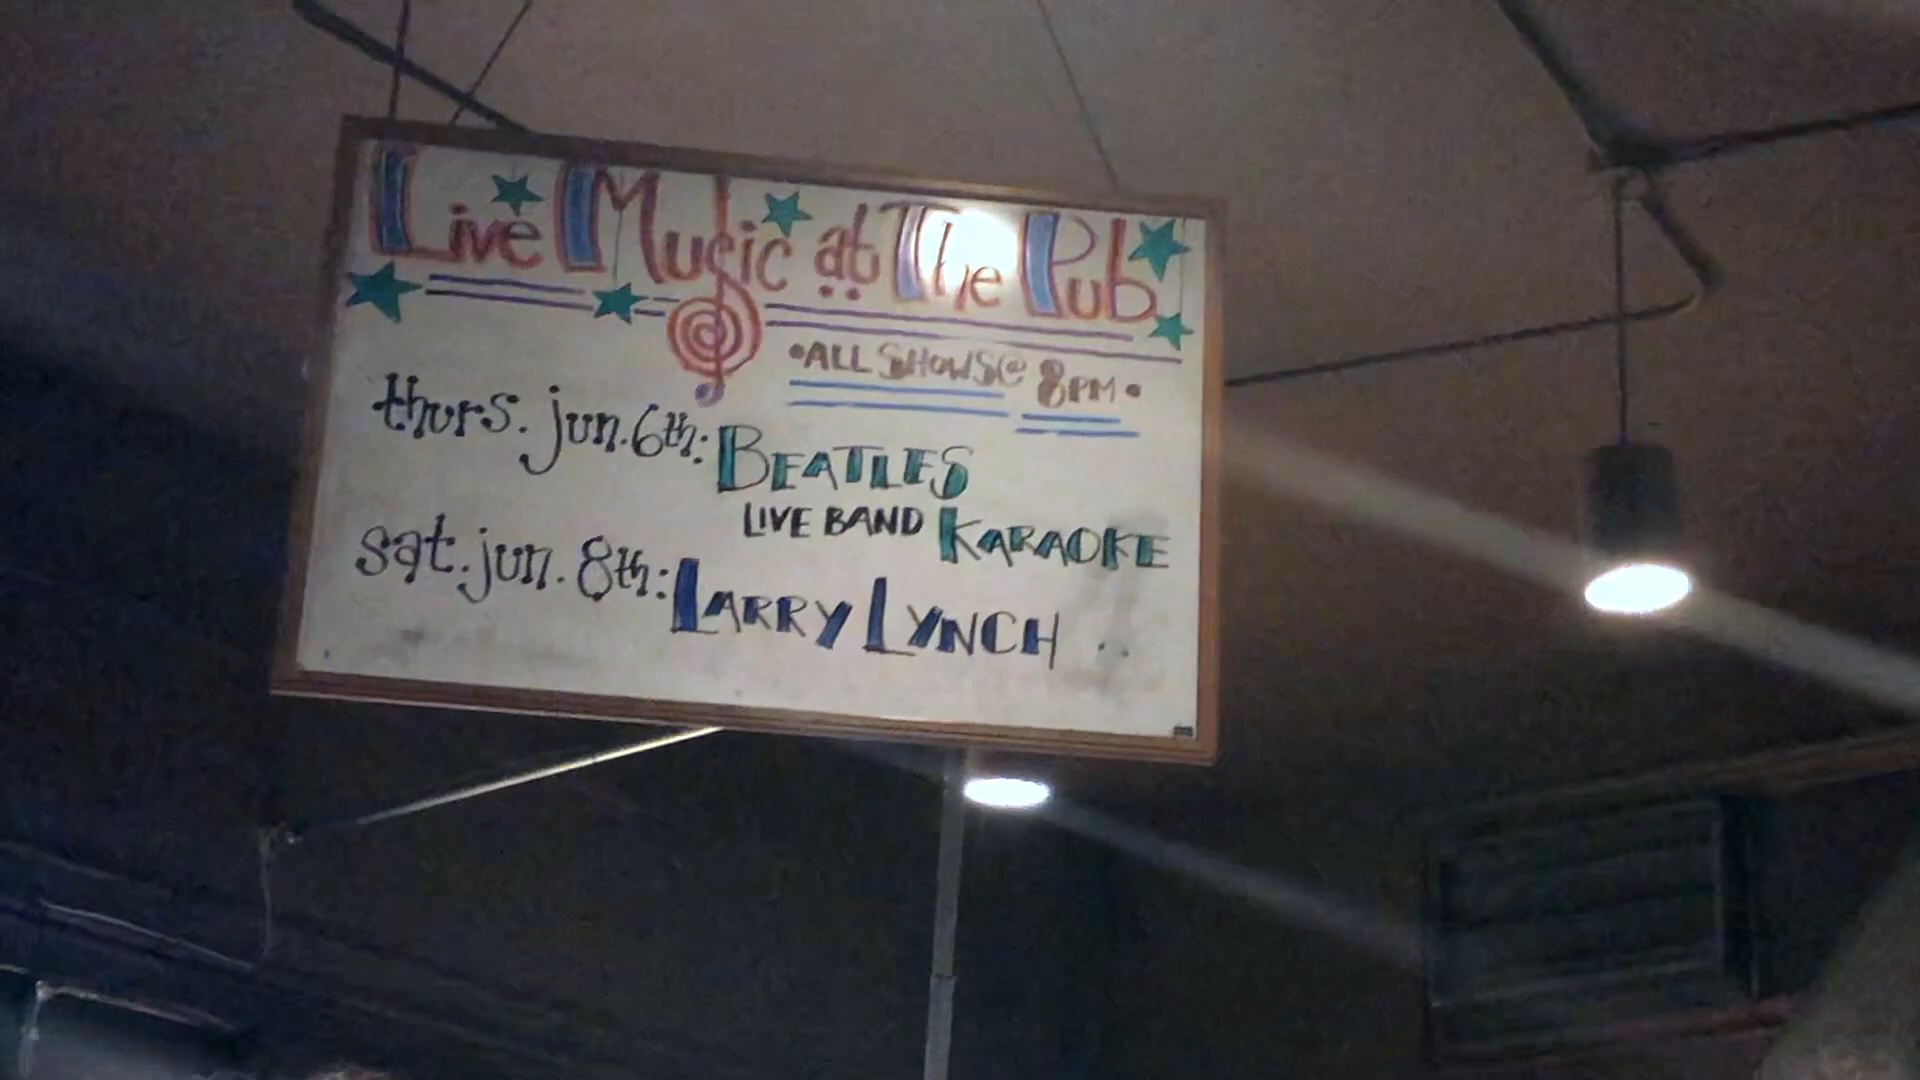 Live Music at The Pub
•ALL SHOWS@ 8PM•
thurs. jun. 6th: BEATLES
LIVE BAND KARAOKE
sat. jun. 8th: LARRY LYNCH